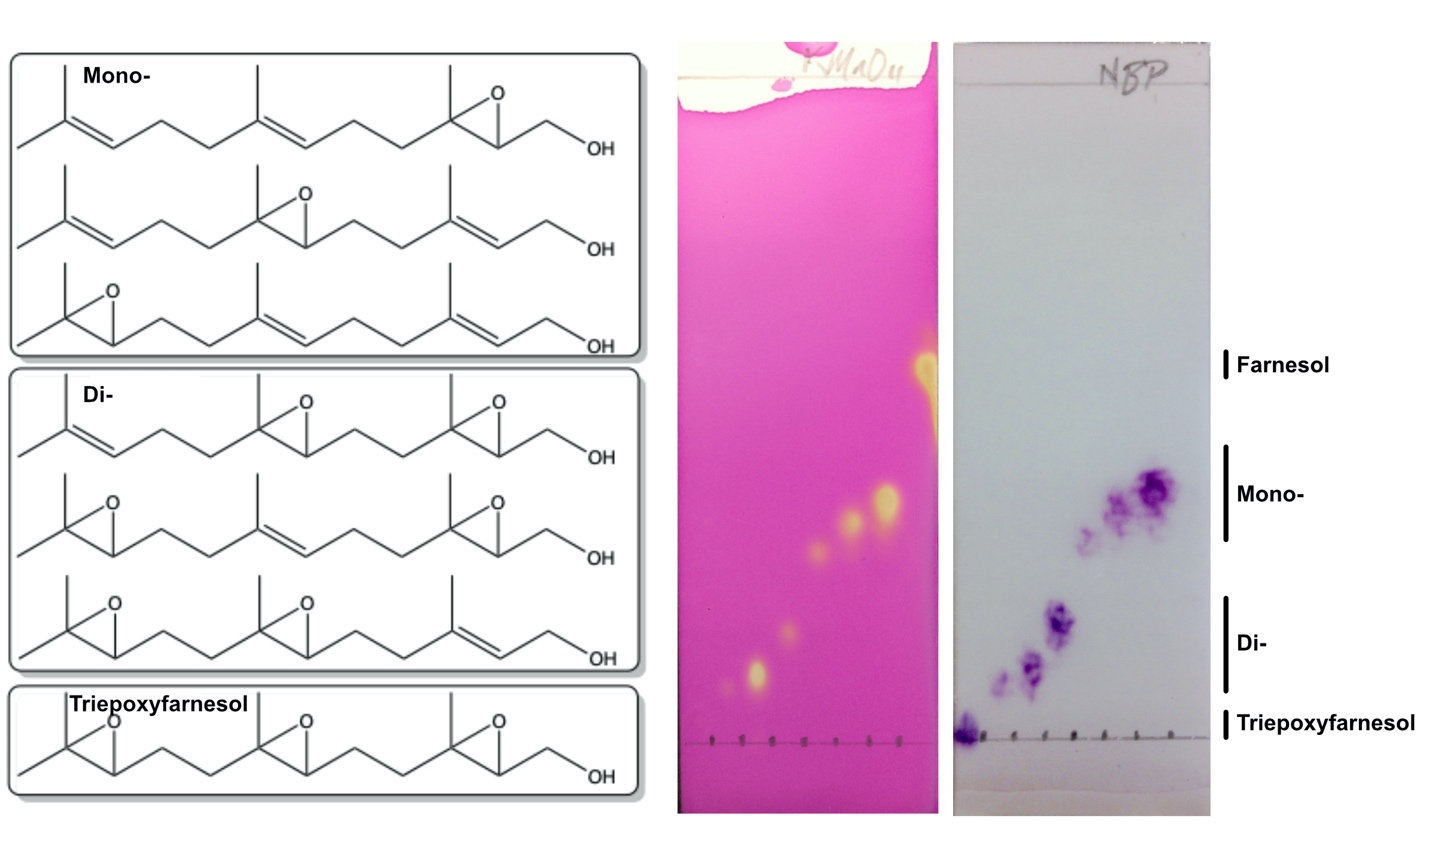 Mono-
O
OH
O
OH
O
OH
Di-
O
O
OH
O
O
OH
O
O
OH
Triepoxyfarnesol
O
O
O
OH
KMnO4
NBP
Farnesol
Mono-
Di-
Triepoxyfarnesol